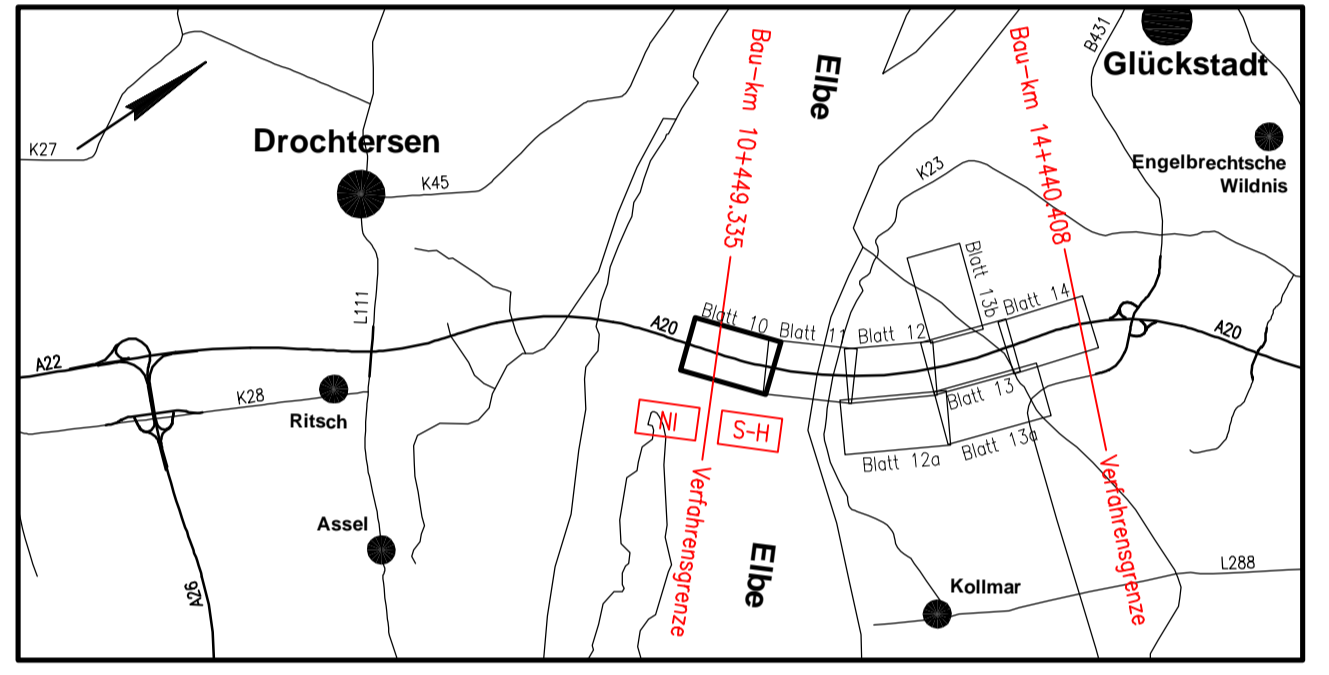 Elbe
Bau-km 10+449.335
Bau-km 14+440.408
B431
Glückstadt
K27
Drochtersen
K45
K23
Engelbrechtsche
Wildnis
L111
A20
Blatt 10
Blatt 11
Blatt 12
Blatt 13b
Blatt 14
A20
A22
K28
Ritsch
NI
S-H
Blatt 13
Blatt 12a
Blatt 13a
Verfahrensgrenze
Verfahrensgrenze
Assel
Elbe
A26
Kollmar
L288